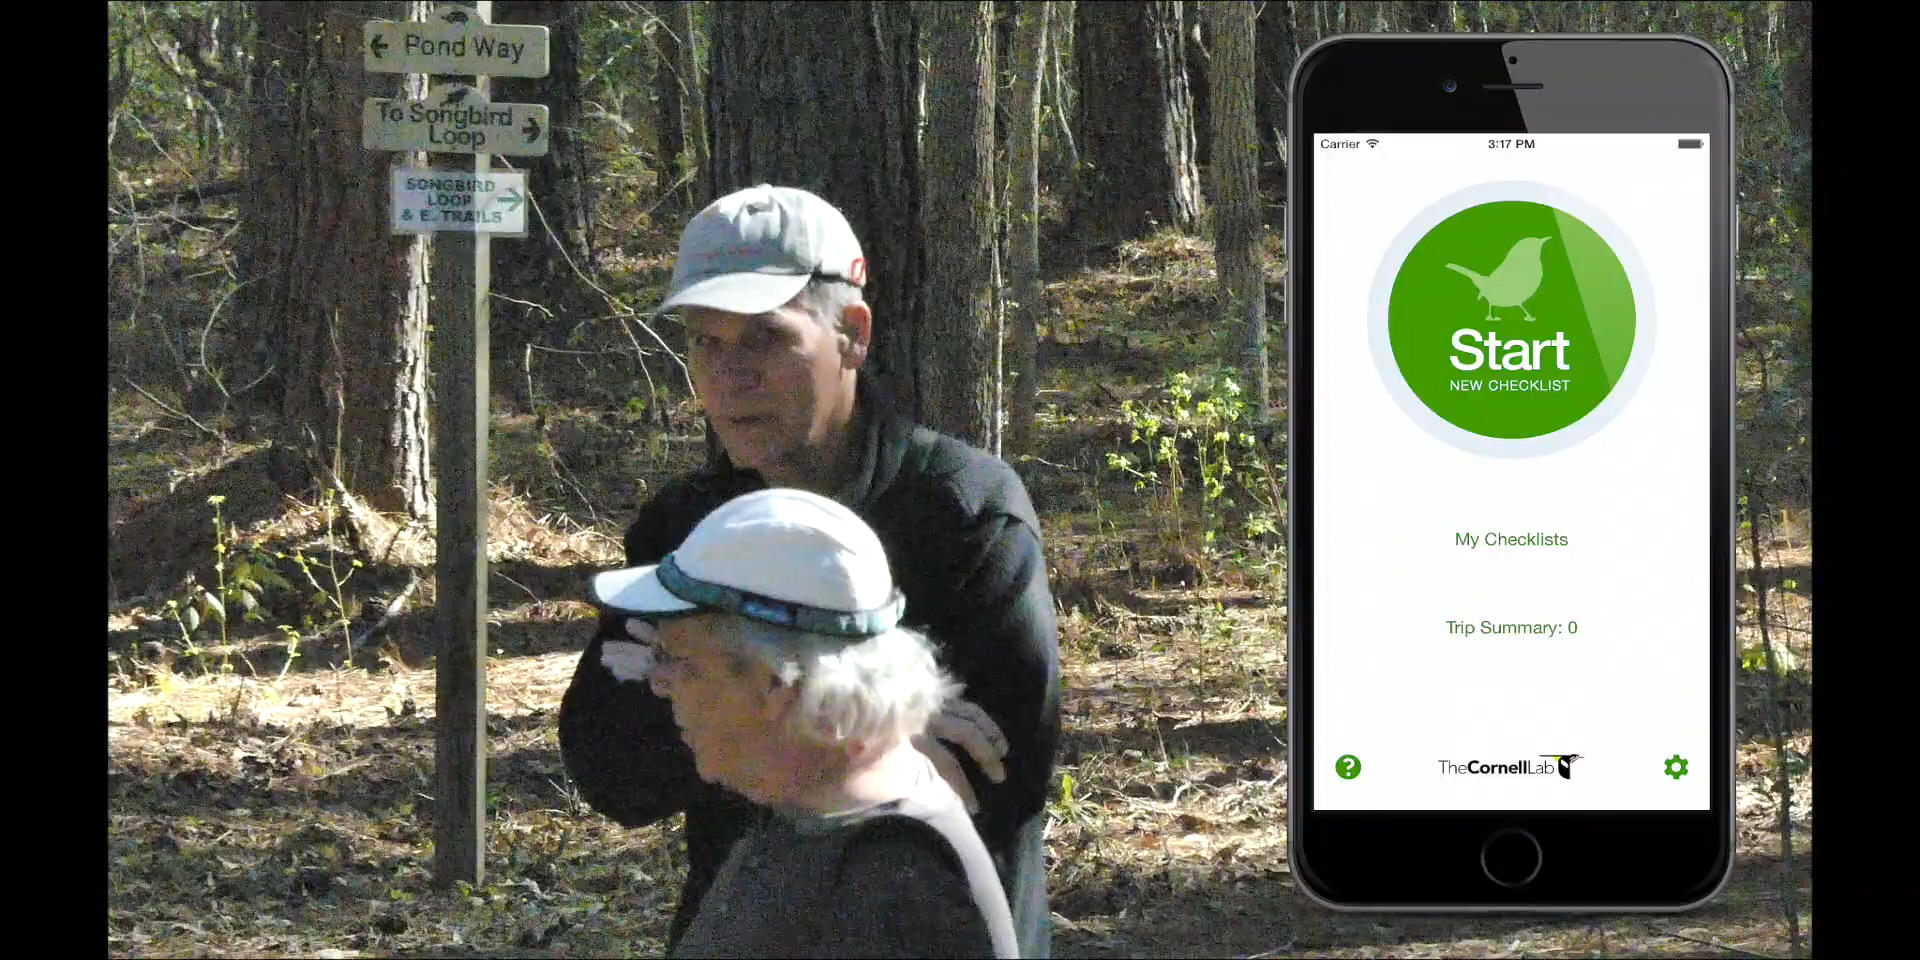 Pond Way
To Songbird
Loop
SONGBIRD
LOOP
& E. TRAILS
Carrier
3:17 PM
Start
NEW CHECKLIST
My Checklists
Trip Summary: 0
?
TheCornellLab